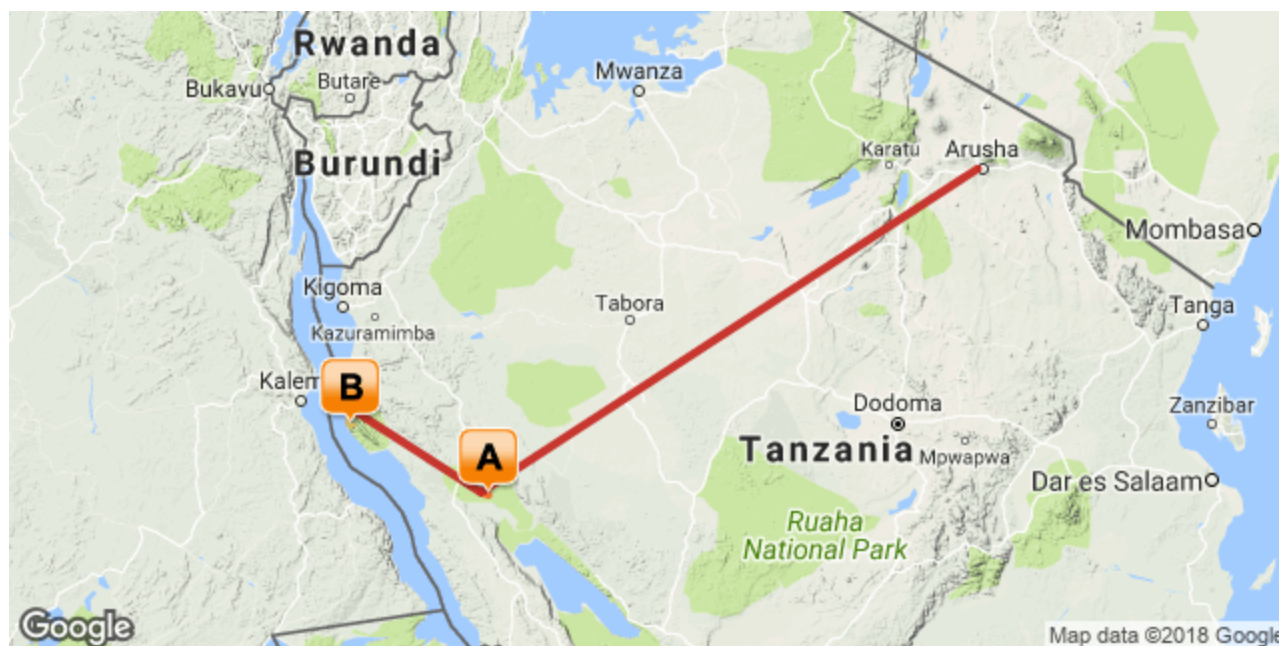 Rwanda
Butare
Bukavu
Mwanza
Karatu
Arusha
Burundi
Mombasa
Kigoma
Tabora
Tanga
Kazuramimba
Kalem
B
Dodoma
Zanzibar
A
Tanzania
Mpwapwa
Dar es Salaam
Ruaha
National Park
Google
Map data ©2018 Google